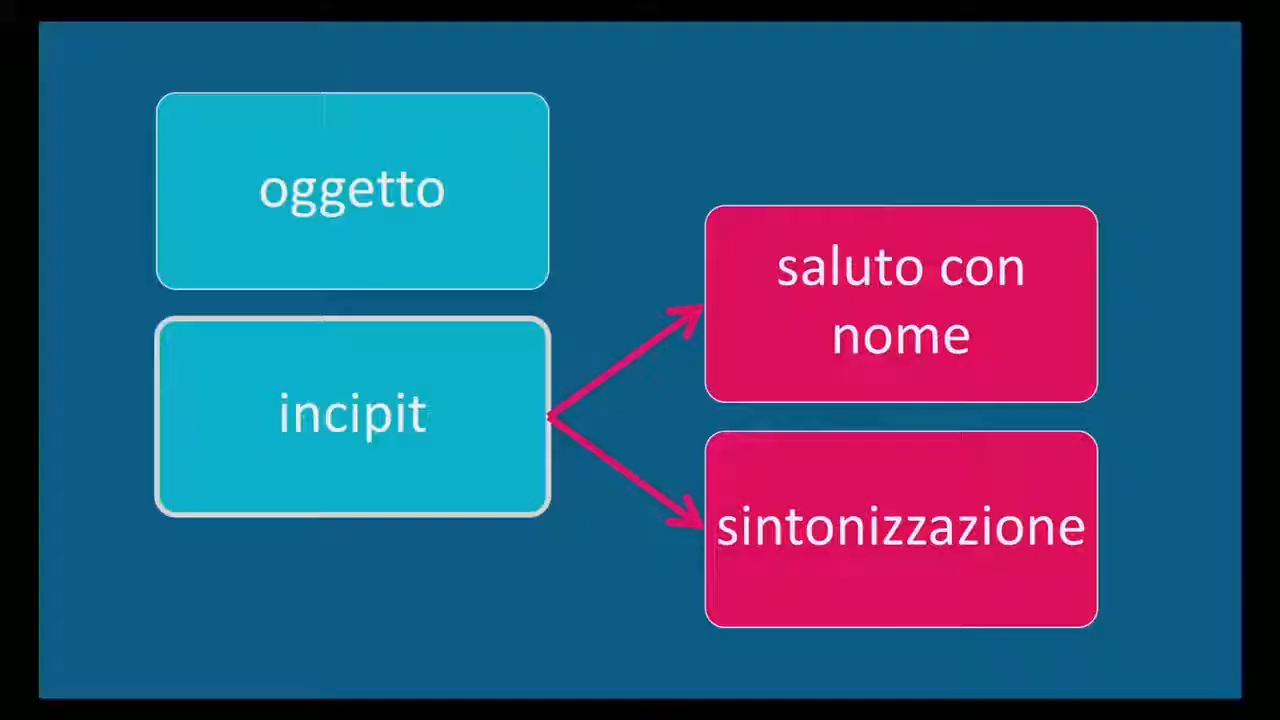 oggetto
incipit
saluto con
nome
sintonizzazione